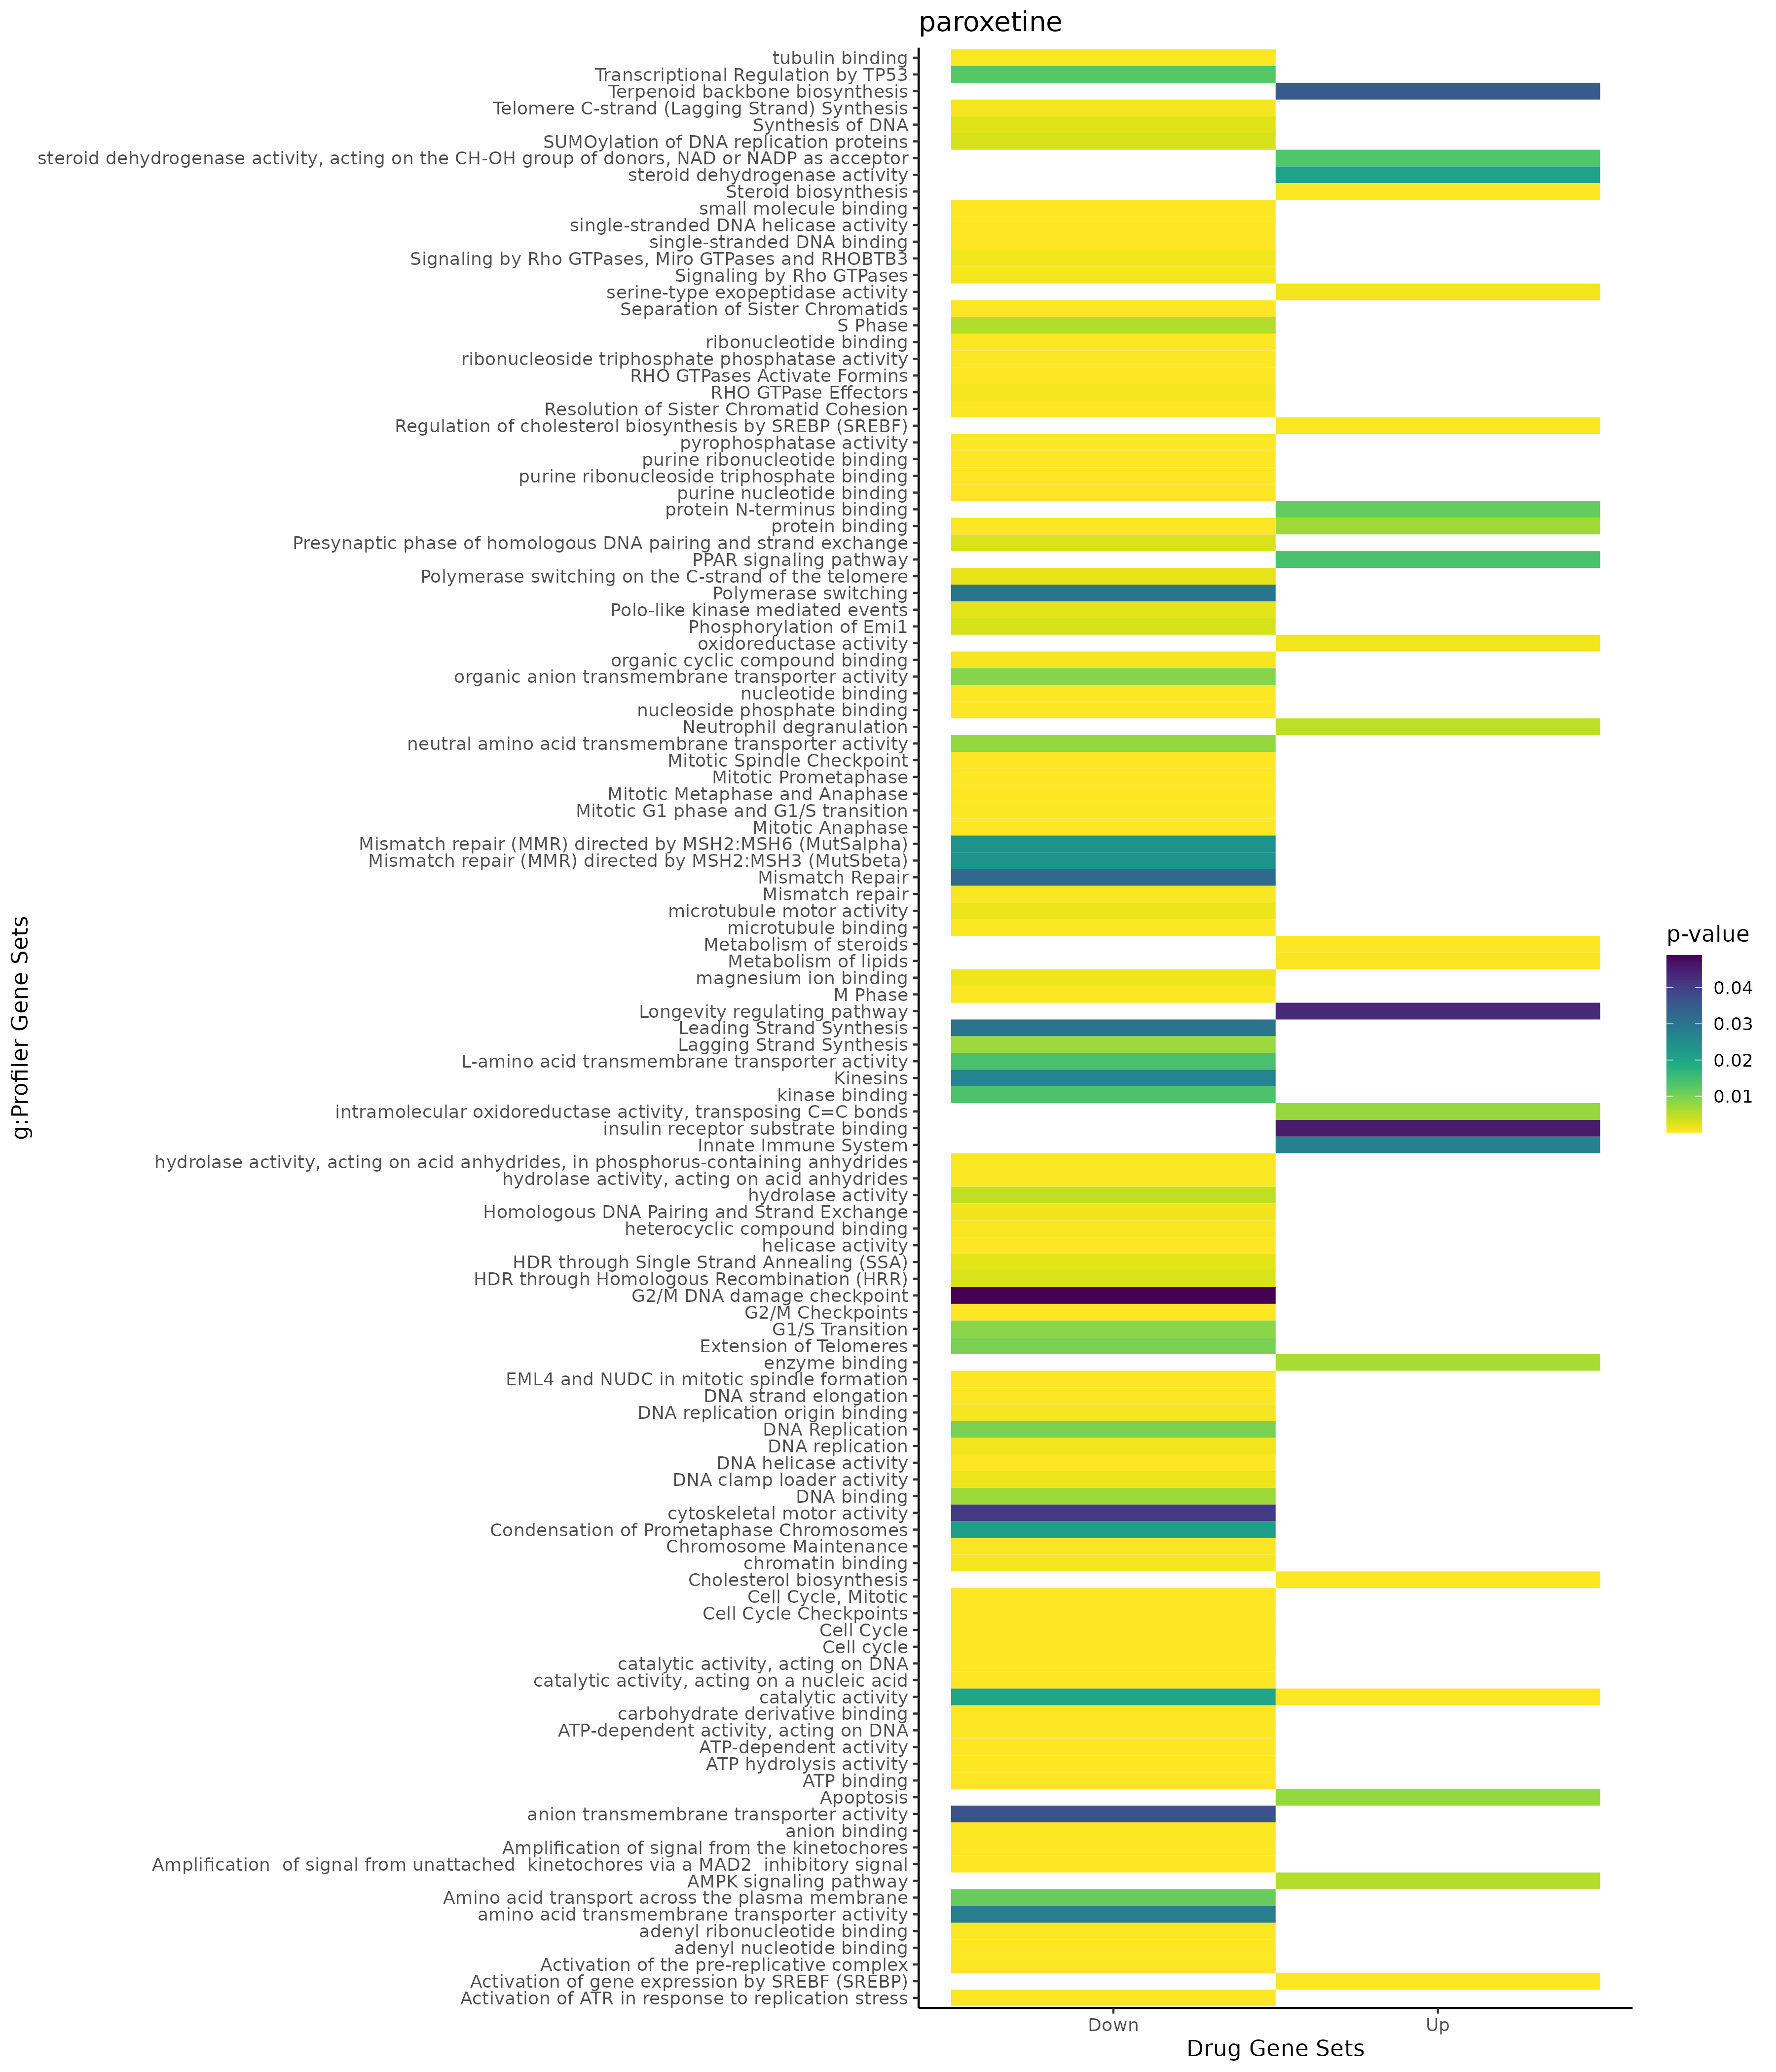 paroxetine
tubulin binding
Transcriptional Regulation by TP53
Terpenoid backbone biosynthesis
Telomere C-strand (Lagging Strand) Synthesis
Synthesis of DNA
SUMOylation of DNA replication proteins
steroid dehydrogenase activity, acting on the CH-OH group of donors, NAD or NADP as acceptor
steroid dehydrogenase activity
Steroid biosynthesis
small molecule binding
single-stranded DNA helicase activity
single-stranded DNA binding
Signaling by Rho GTPases, Miro GTPases and RHOBTB3
Signaling by Rho GTPases
serine-type exopeptidase activity
Separation of Sister Chromatids
S Phase
ribonucleotide binding
ribonucleoside triphosphate phosphatase activity
RHO GTPases Activate Formins
RHO GTPase Effectors
Resolution of Sister Chromatid Cohesion
Regulation of cholesterol biosynthesis by SREBP (SREBF)
pyrophosphatase activity
purine ribonucleotide binding
purine ribonucleoside triphosphate binding
purine nucleotide binding
protein N-terminus binding
protein binding
Presynaptic phase of homologous DNA pairing and strand exchange
PPAR signaling pathway
Polymerase switching on the C-strand of the telomere
Polymerase switching
Polo-like kinase mediated events
Phosphorylation of Emi1
oxidoreductase activity
organic cyclic compound binding
organic anion transmembrane transporter activity
nucleotide binding
nucleoside phosphate binding
Neutrophil degranulation
neutral amino acid transmembrane transporter activity
Mitotic Spindle Checkpoint
Mitotic Prometaphase
Mitotic Metaphase and Anaphase
Mitotic G1 phase and G1/S transition
Mitotic Anaphase
Mismatch repair (MMR) directed by MSH2:MSH6 (MutSalpha)
Mismatch repair (MMR) directed by MSH2:MSH3 (MutSbeta)
Mismatch Repair
Mismatch repair
microtubule motor activity
microtubule binding
Metabolism of steroids
Metabolism of lipids
magnesium ion binding
M Phase
Longevity regulating pathway
Leading Strand Synthesis
Lagging Strand Synthesis
L-amino acid transmembrane transporter activity
Kinesins
kinase binding
intramolecular oxidoreductase activity, transposing C=C bonds
insulin receptor substrate binding
Innate Immune System
hydrolase activity, acting on acid anhydrides, in phosphorus-containing anhydrides
hydrolase activity, acting on acid anhydrides
hydrolase activity
Homologous DNA Pairing and Strand Exchange
heterocyclic compound binding
helicase activity
HDR through Single Strand Annealing (SSA)
HDR through Homologous Recombination (HRR)
G2/M DNA damage checkpoint
G2/M Checkpoints
G1/S Transition
Extension of Telomeres
enzyme binding
EML4 and NUDC in mitotic spindle formation
DNA strand elongation
DNA replication origin binding
DNA Replication
DNA replication
DNA helicase activity
DNA clamp loader activity
DNA binding
cytoskeletal motor activity
Condensation of Prometaphase Chromosomes
Chromosome Maintenance
chromatin binding
Cholesterol biosynthesis
Cell Cycle, Mitotic
Cell Cycle Checkpoints
Cell Cycle
Cell cycle
catalytic activity, acting on DNA
catalytic activity, acting on a nucleic acid
catalytic activity
carbohydrate derivative binding
ATP-dependent activity, acting on DNA
ATP-dependent activity
ATP hydrolysis activity
ATP binding
Apoptosis
anion transmembrane transporter activity
anion binding
Amplification of signal from the kinetochores
Amplification  of signal from unattached  kinetochores via a MAD2  inhibitory signal
AMPK signaling pathway
Amino acid transport across the plasma membrane
amino acid transmembrane transporter activity
adenyl ribonucleotide binding
adenyl nucleotide binding
Activation of the pre-replicative complex
Activation of gene expression by SREBF (SREBP)
Activation of ATR in response to replication stress
Down
Up
Drug Gene Sets
g:Profiler Gene Sets
p-value
0.04
0.03
0.02
0.01